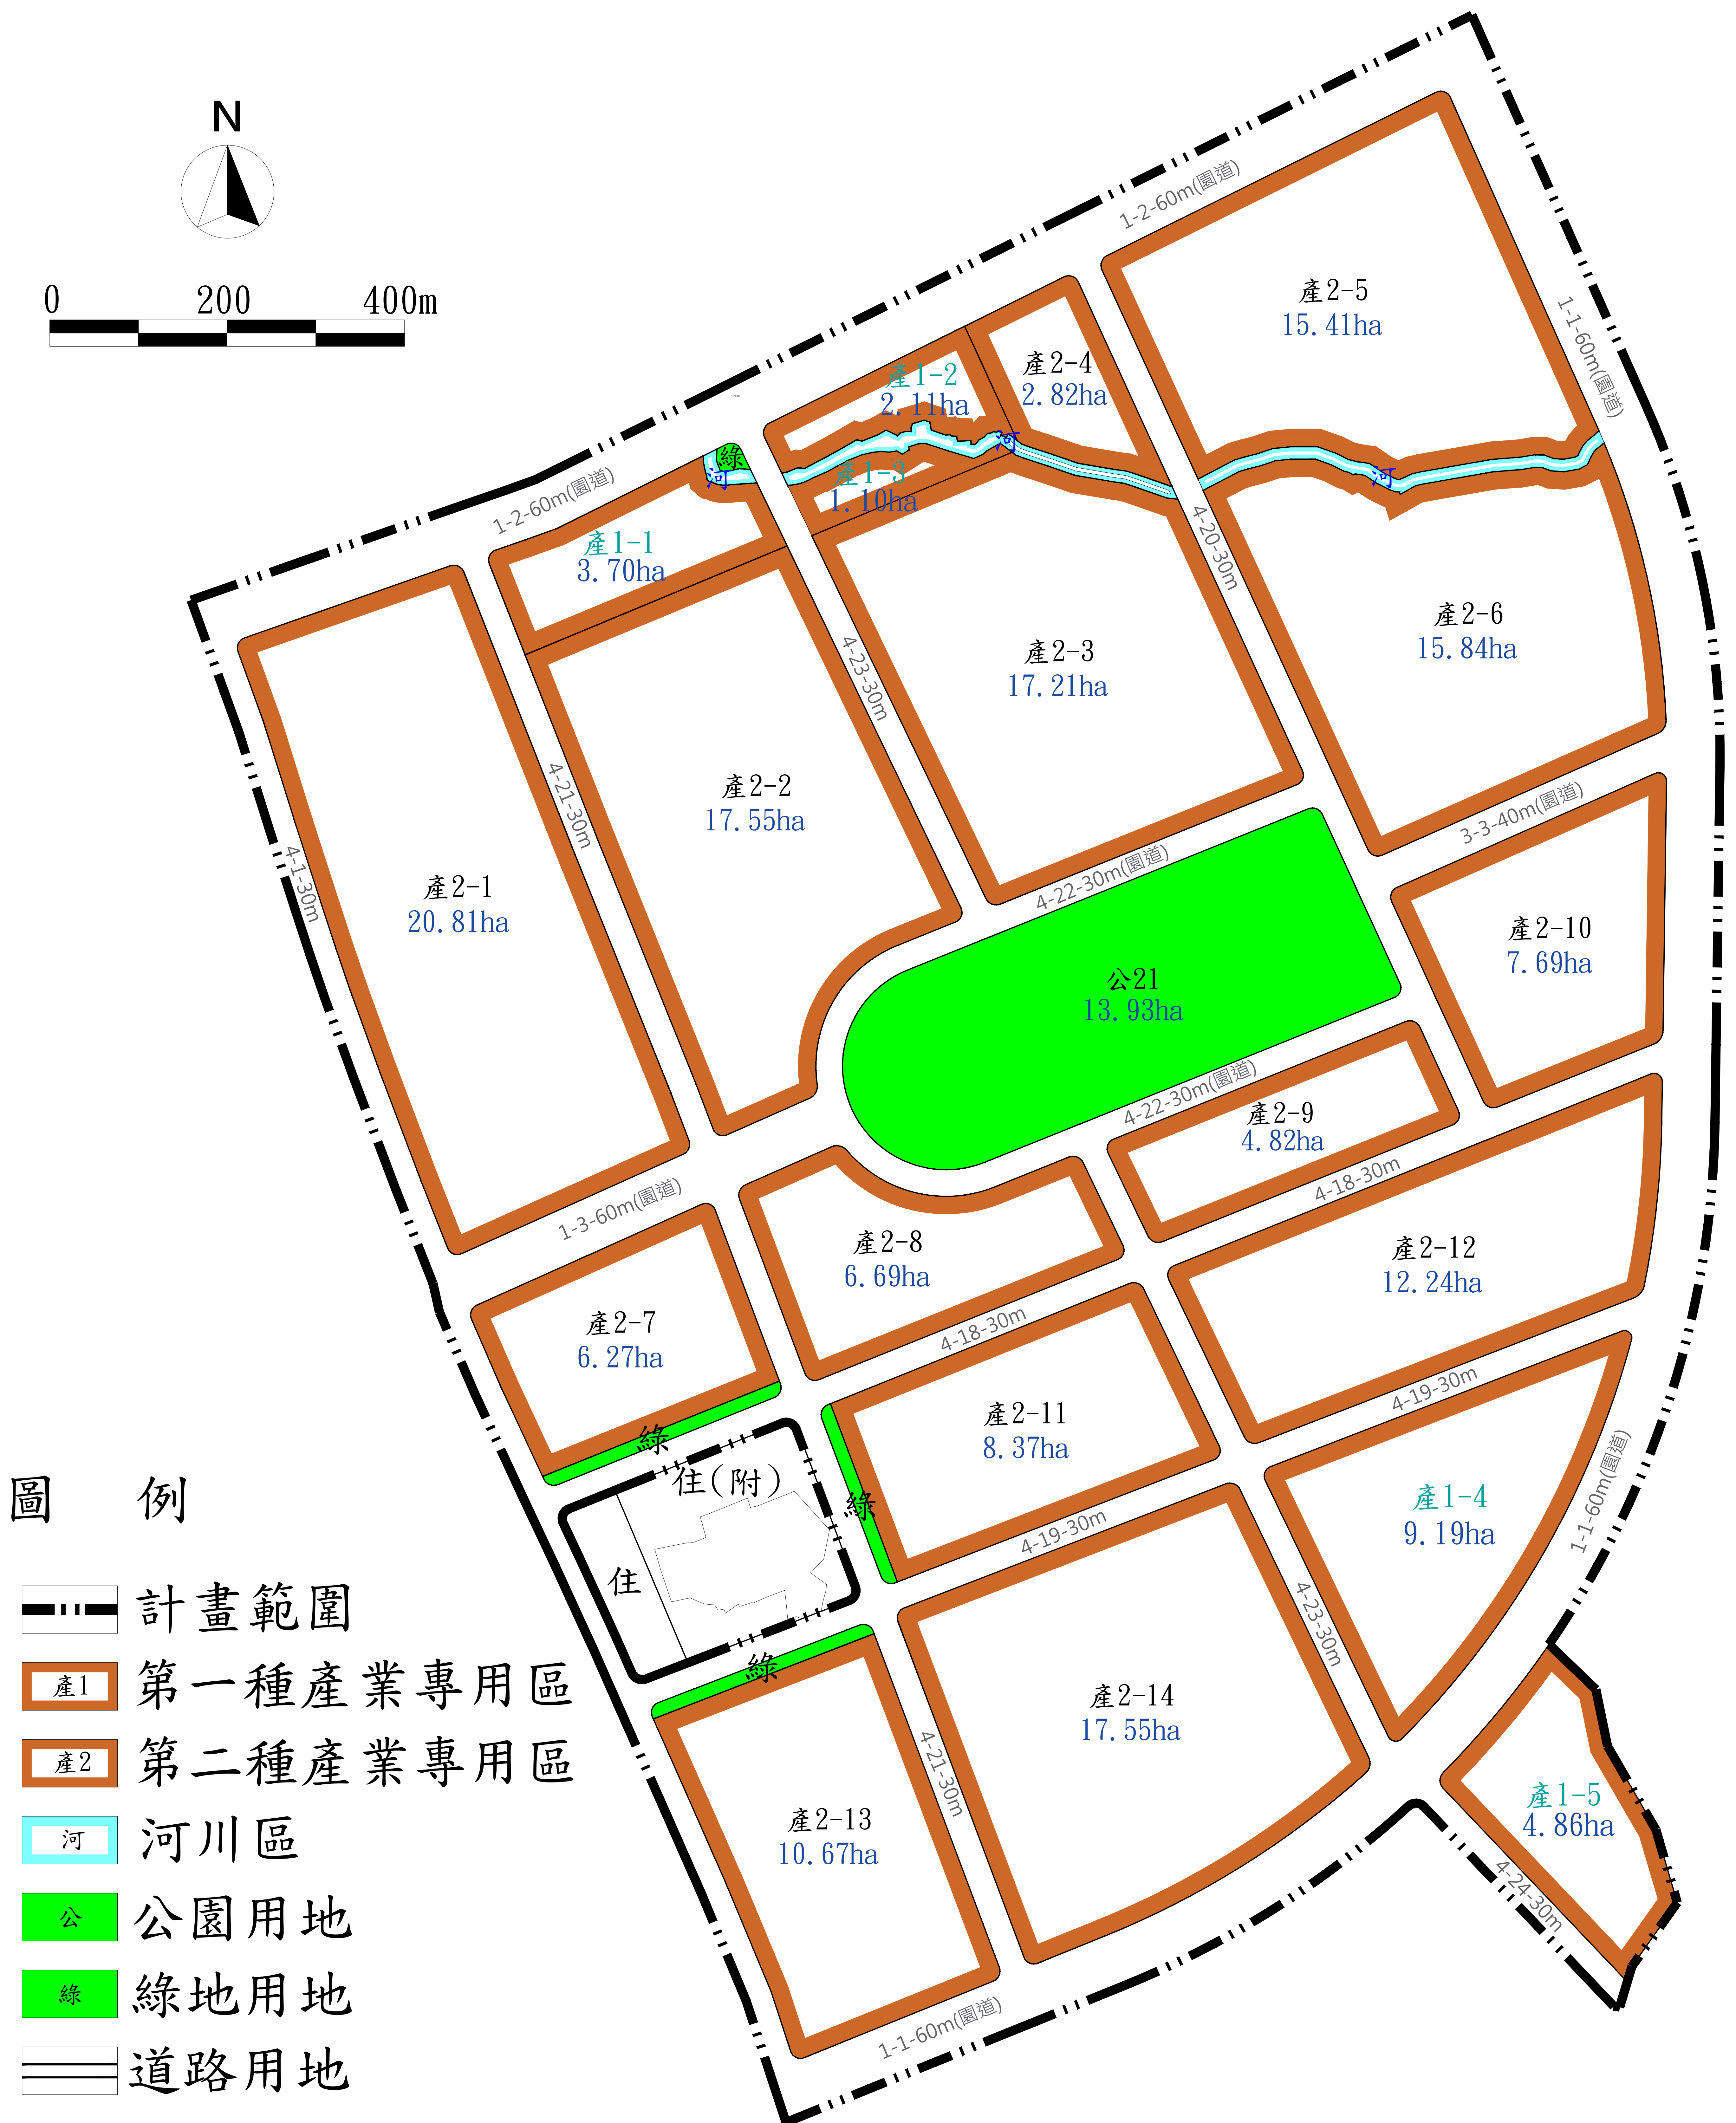 N
0 200 400m
1-2-60m(園道)
產2-5
15.41ha
1-1-60m(園道)
產2-4
2.82ha
產1-2
2.11ha
河
綠
河
河
產1-3
1.10ha
1-2-60m(園道)
產1-1
3.70ha
4-20-30m
產2-6
15.84ha
產2-3
17.21ha
4-23-30m
產2-2
17.55ha
4-21-30m
3-3-40m(園道)
4-1-30m
產2-1
20.81ha
4-22-30m(園道)
產2-10
7.69ha
公21
13.93ha
4-22-30m(園道)
產2-9
4.82ha
4-18-30m
1-3-60m(園道)
產2-8
6.69ha
產2-12
12.24ha
產2-7
6.27ha
4-18-30m
4-19-30m
產2-11
8.37ha
綠
住(附)
綠
住
4-19-30m
產1-4
9.19ha
1-1-60m(園道)
4-23-30m
綠
產2-14
17.55ha
4-21-30m
產2-13
10.67ha
產1-5
4.86ha
4-24-30m
1-1-60m(園道)
圖 例
計畫範圍
產1 第一種產業專用區
產2 第二種產業專用區
河 河川區
公 公園用地
綠 綠地用地
道路用地